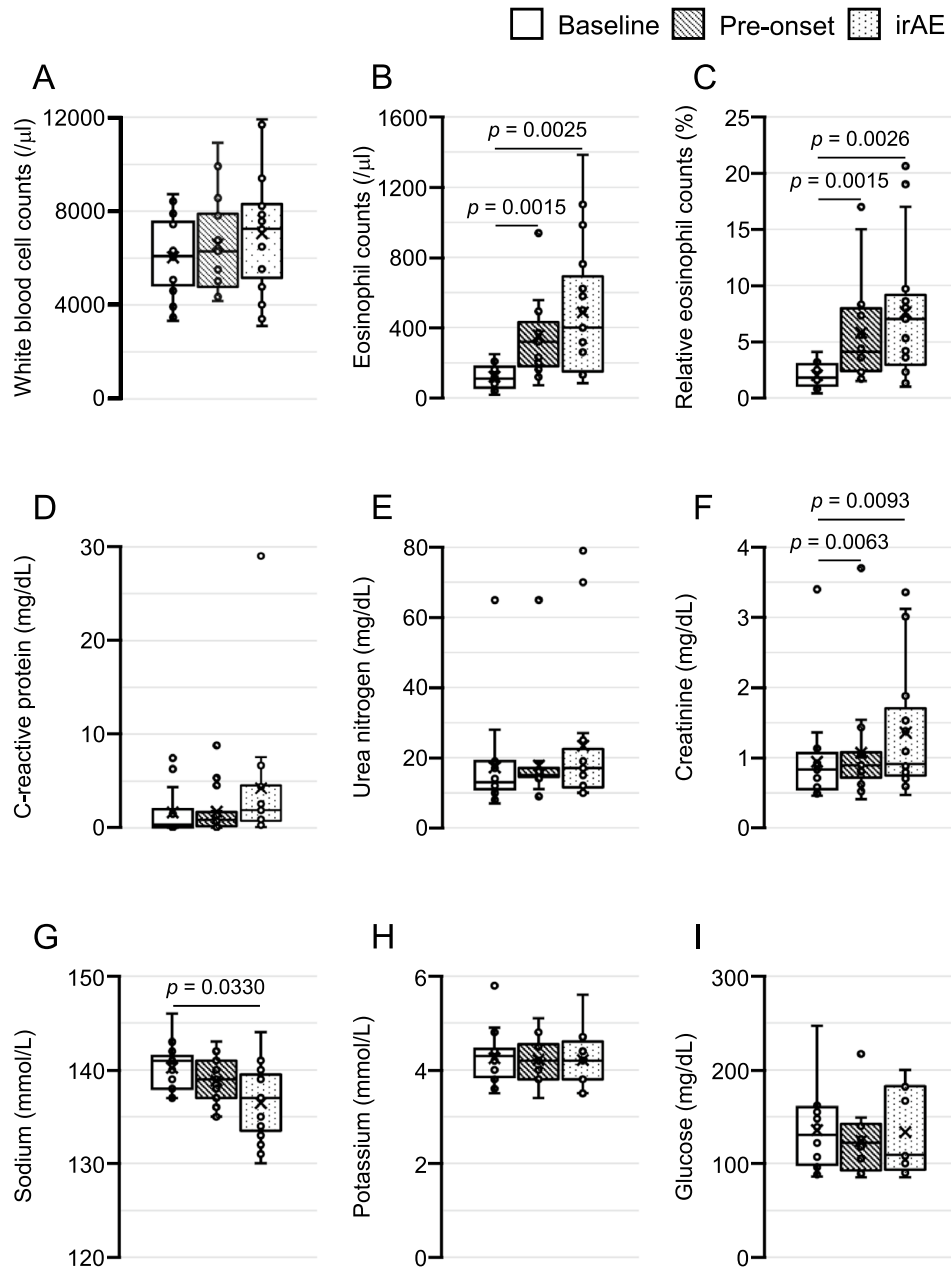 Baseline Pre-onset irAE
A
White blood cell counts (/μl)
12000
8000
4000
0
B
Eosinophil counts (/μl)
1600
1200
800
400
0
p = 0.0025
p = 0.0015
C
Relative eosinophil counts (%)
25
20
15
10
5
0
p = 0.0026
p = 0.0015
D
C-reactive protein (mg/dL)
30
20
10
0
E
Urea nitrogen (mg/dL)
80
60
40
20
0
F
Creatinine (mg/dL)
4
3
2
1
0
p = 0.0093
p = 0.0063
G
Sodium (mmol/L)
150
140
130
120
p = 0.0330
H
Potassium (mmol/L)
6
4
2
0
I
Glucose (mg/dL)
300
200
100
0